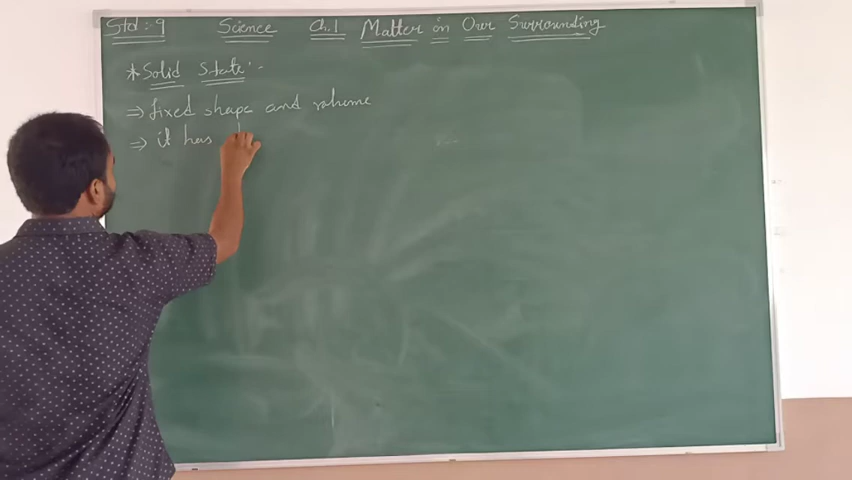 Std:-9 Science Ch.1 Matter in Our Surrounding
* Solid State:-
⇒ fixed shape and volume
⇒ it has